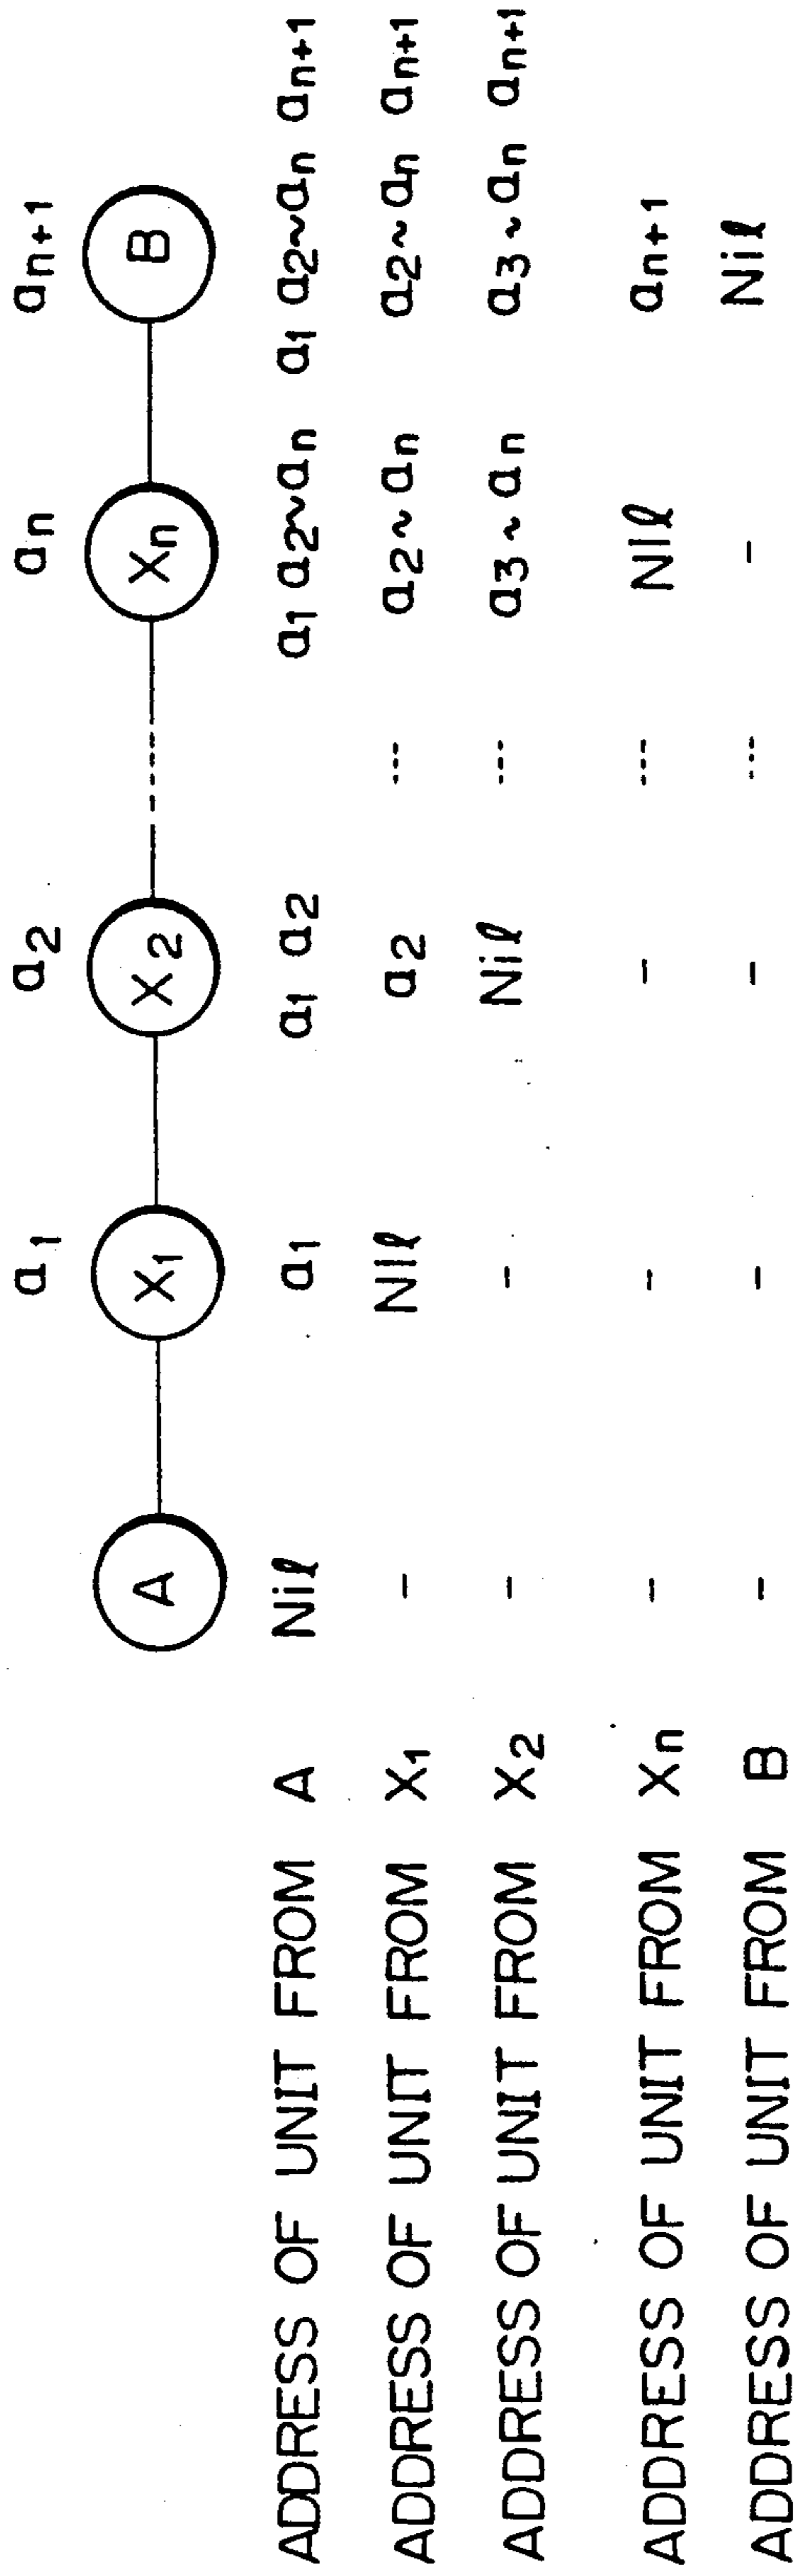 a1 a2 an an+1
A X1 X2 Xn B
ADDRESS OF UNIT FROM A Nil a1 a1 a2 a1 a2~an a1 a2~an an+1
ADDRESS OF UNIT FROM X1 - Nil a2 --- a2~an a2~an an+1
ADDRESS OF UNIT FROM X2 - - Nil --- a3~an a3~an an+1
ADDRESS OF UNIT FROM Xn - - - --- Nil an+1
ADDRESS OF UNIT FROM B - - - --- - Nil